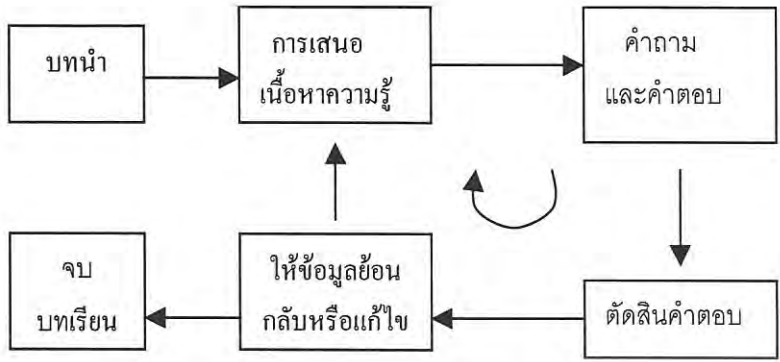 บทนำ
การเสนอ
เนื้อหาความรู้
คำถาม
และคำตอบ
จบ
บทเรียน
ให้ข้อมูลย้อน
กลับหรือแก้ไข
ตัดสินคำตอบ